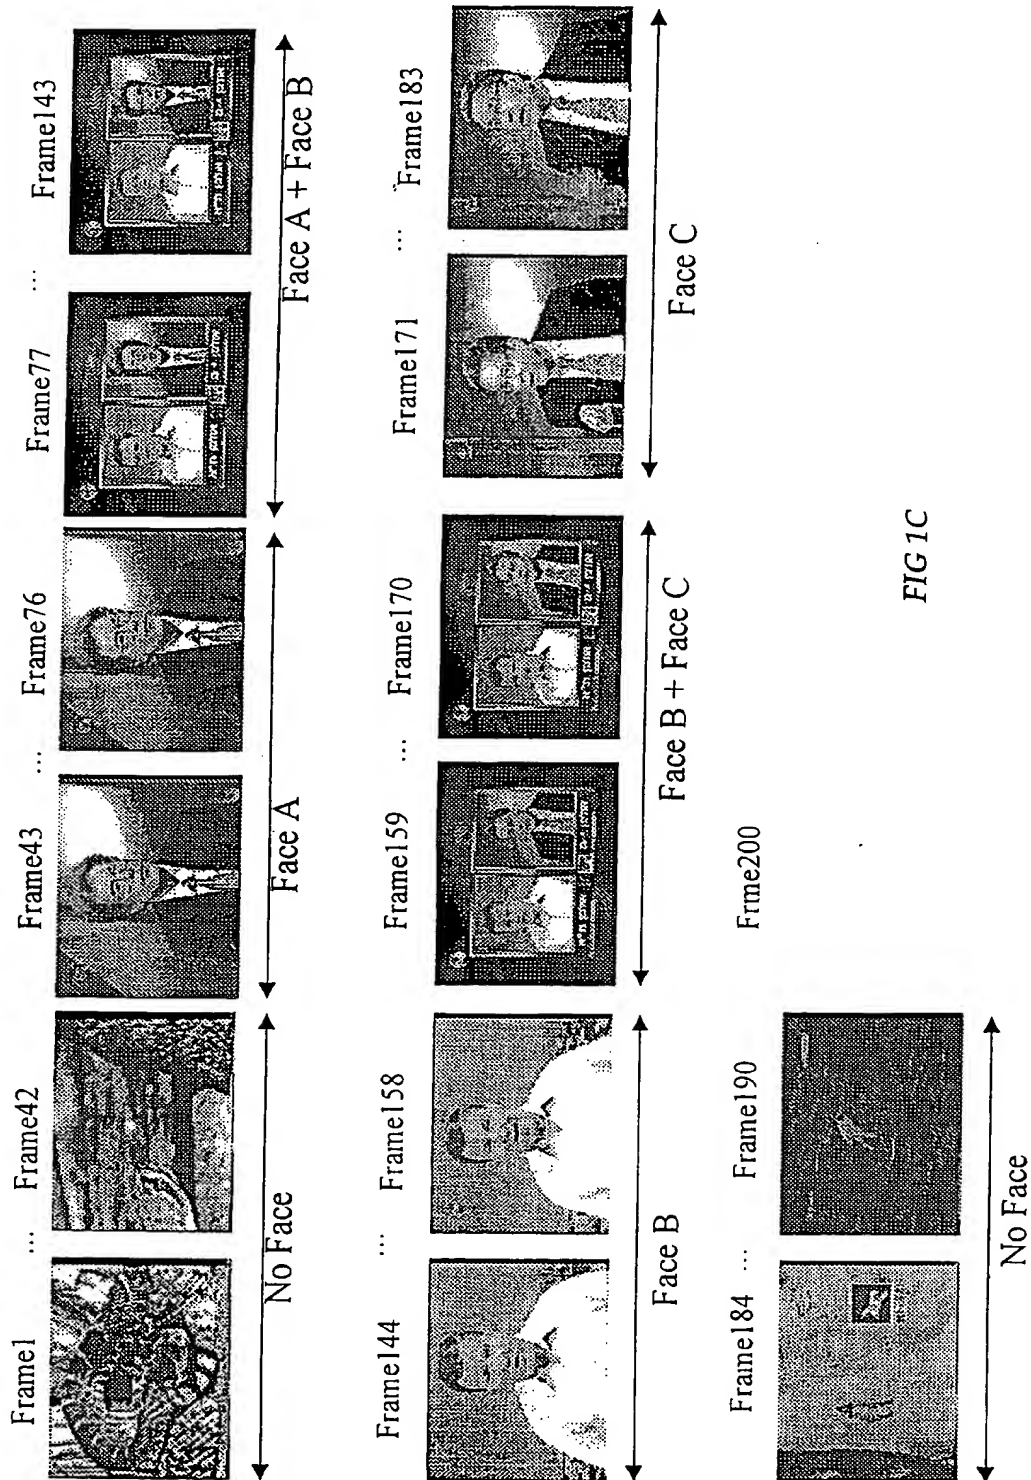 Frame1 ... Frame42 Frame43 ... Frame76 Frame77 ... Frame143
No Face Face A Face A + Face B
Frame144 ... Frame158 Frame159 ... Frame170 Frame171 ... Frame183
Face B Face B + Face C Face C
Frame184 ... Frame190 Frme200
No Face
FIG 1C